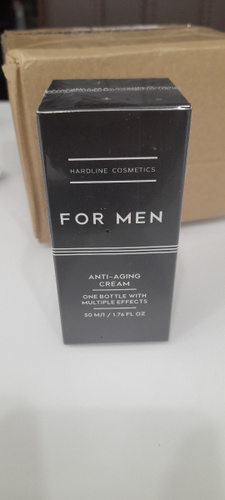 HARDLINE COSMETICS
FOR MEN
ANTI-AGING
CREAM
ONE BOTTLE WITH
MULTIPLE EFFECTS
50 МЛ / 1.76 FL OZ